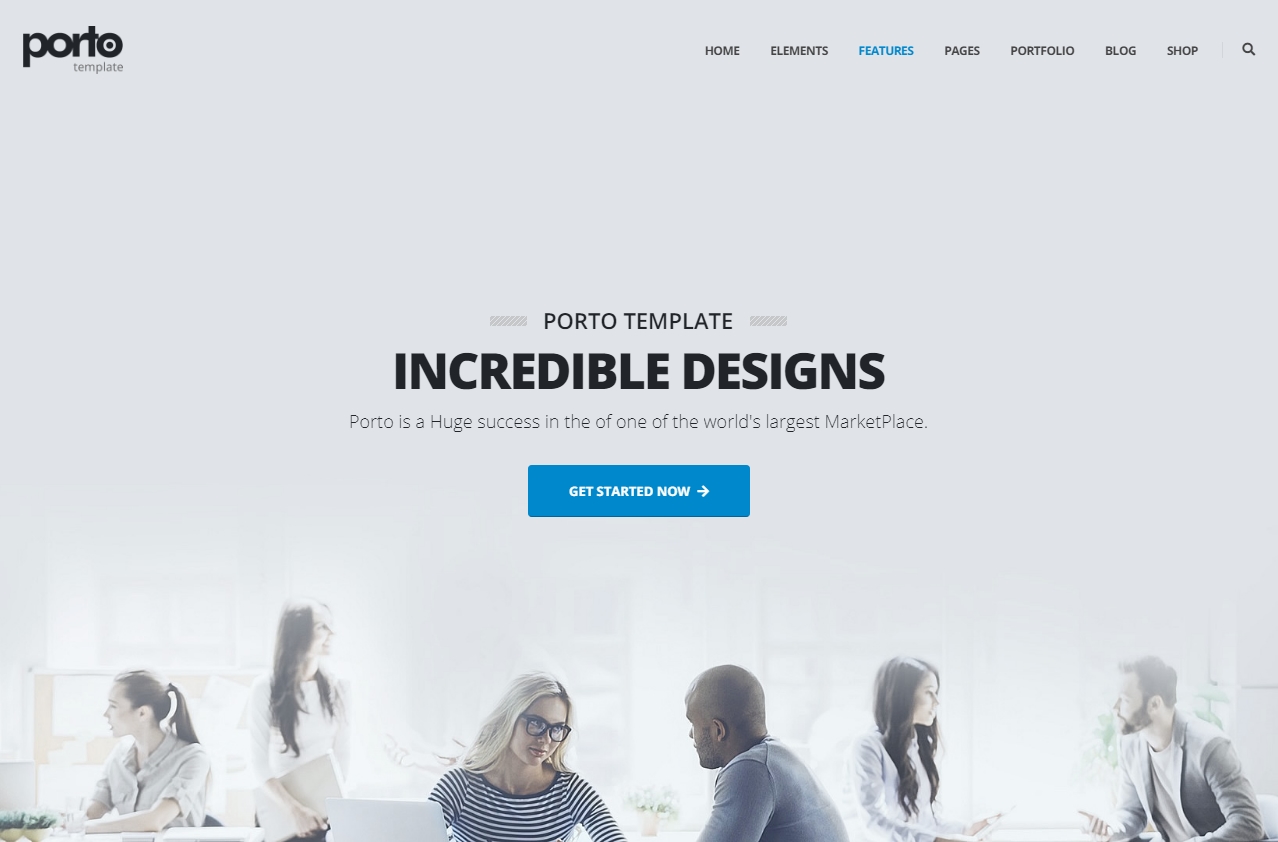 porto
template
HOME ELEMENTS FEATURES PAGES PORTFOLIO BLOG SHOP
PORTO TEMPLATE
INCREDIBLE DESIGNS
Porto is a Huge success in the of one of the world's largest MarketPlace.
GET STARTED NOW